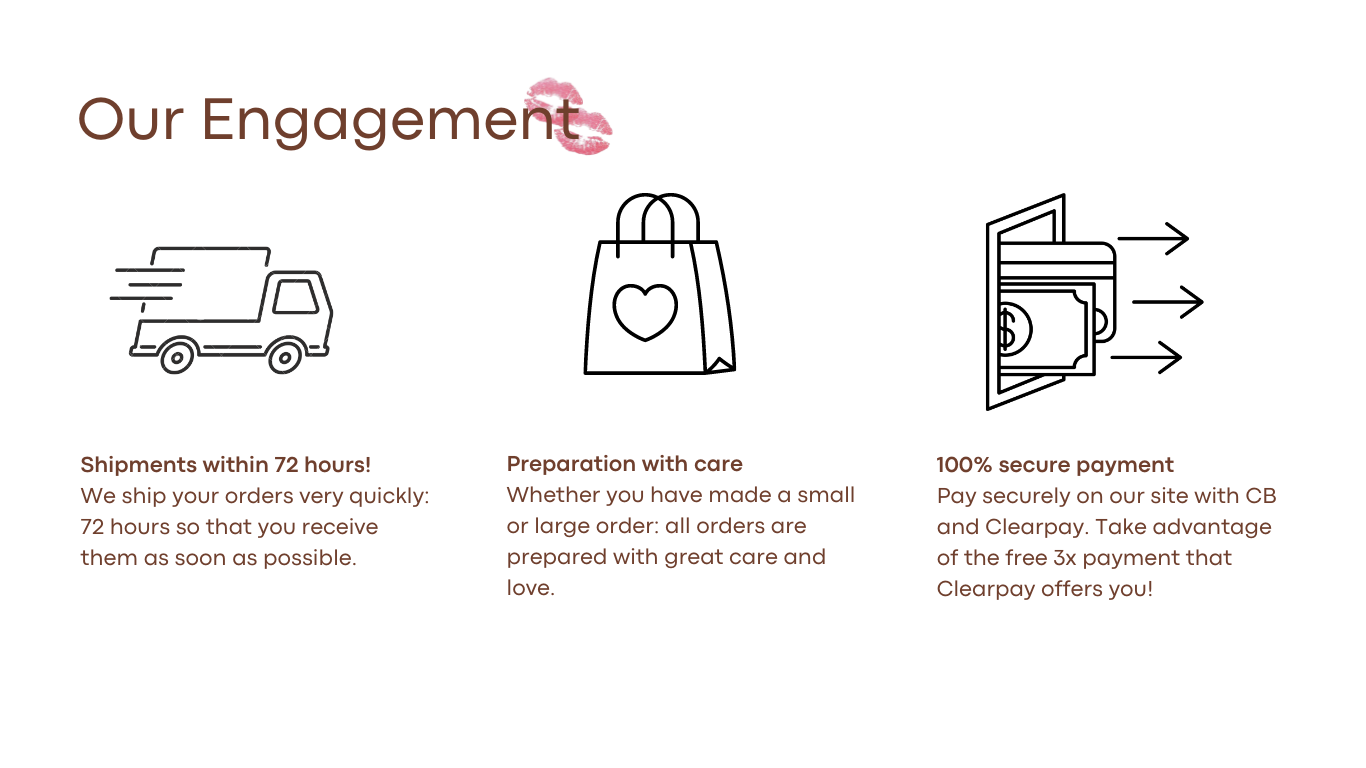 Our Engagement
Shipments within 72 hours!
We ship your orders very quickly:
72 hours so that you receive
them as soon as possible.
Preparation with care
Whether you have made a small
or large order: all orders are
prepared with great care and
love.
$
100% secure payment
Pay securely on our site with CB
and Clearpay. Take advantage
of the free 3x payment that
Clearpay offers you!